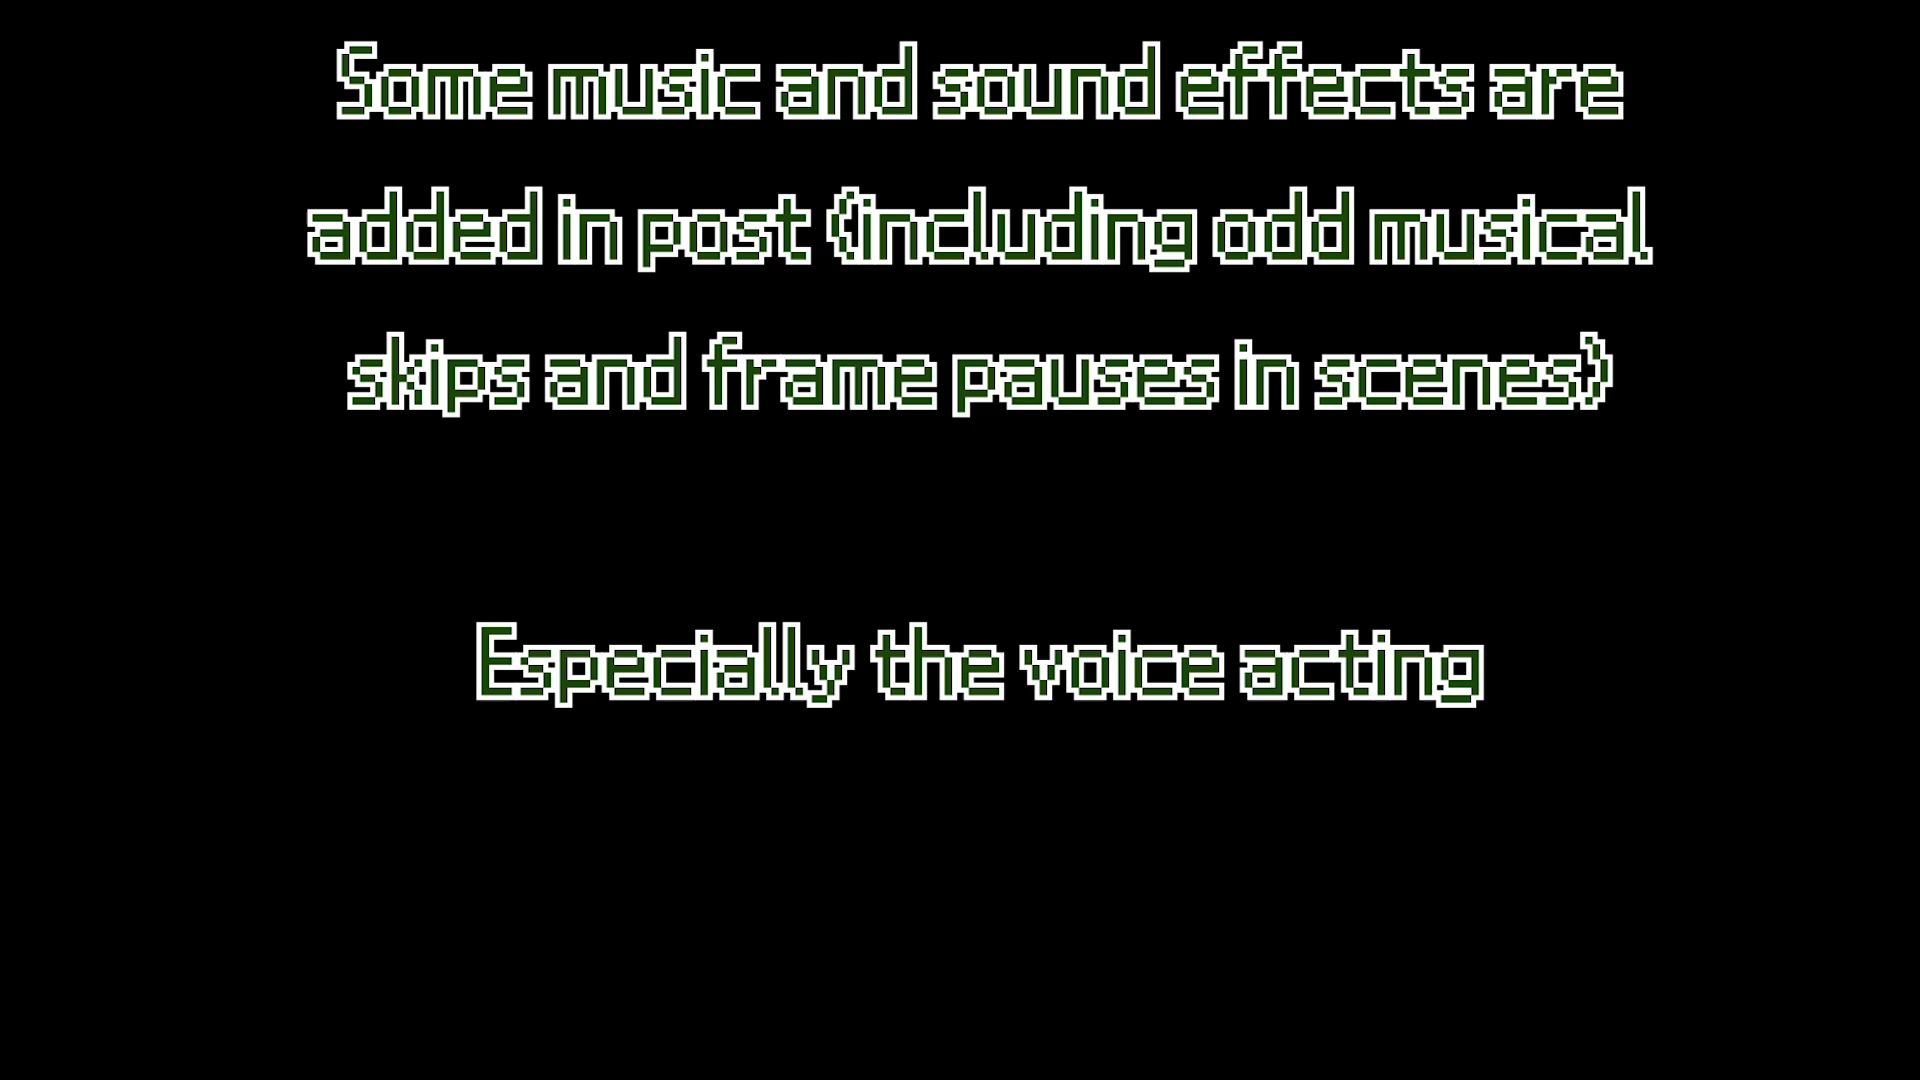 Some music and sound effects are
added in post (including odd musical
skips and frame pauses in scenes)
Especially the voice acting